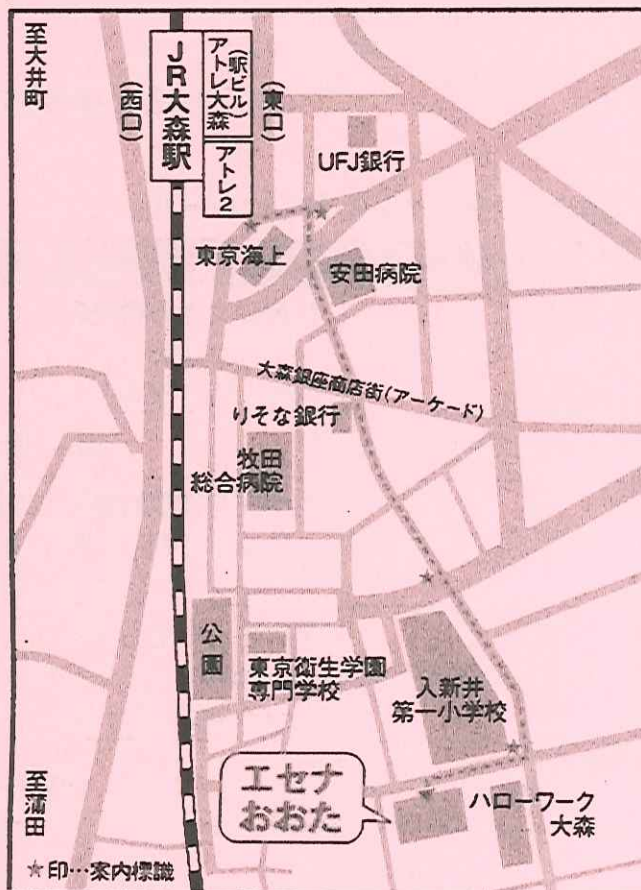 至大井町
(西口)
JR大森駅
(駅ビル)
アトレ大森
アトレ2
(東口)
UFJ銀行
東京海上
安田病院
大森銀座商店街(アーケード)
りそな銀行
牧田
総合病院
公園
東京衛生学園
専門学校
入新井
第一小学校
エセナ
おおた
ハローワーク
大森
至蒲田
★印…案内標識